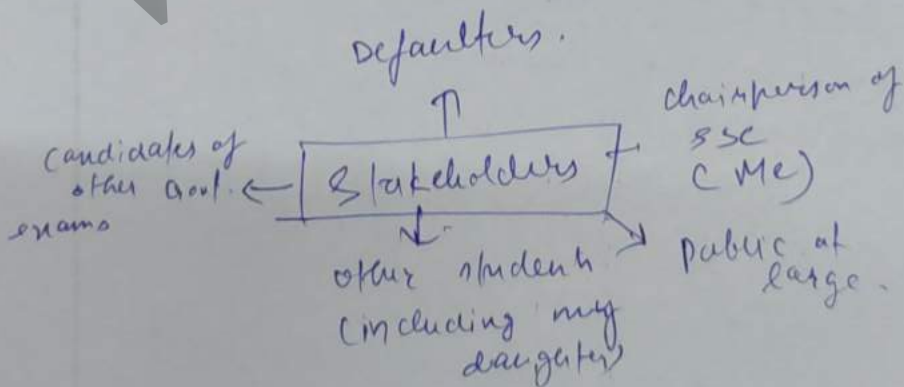 Defaulters.
Chairperson of
SSC
(Me)
Candidates of
other Govt.
exams
Stakeholders
other students
(including my
daughter)
Public at
large.